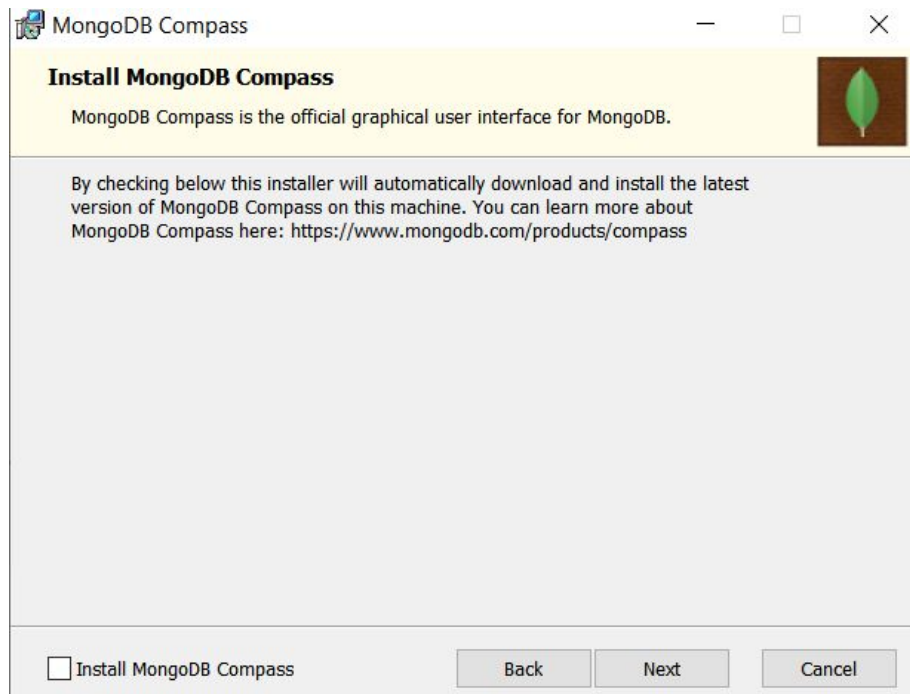 MongoDB Compass
Install MongoDB Compass
MongoDB Compass is the official graphical user interface for MongoDB.
By checking below this installer will automatically download and install the latest
version of MongoDB Compass on this machine. You can learn more about
MongoDB Compass here: https://www.mongodb.com/products/compass
Install MongoDB Compass
Back
Next
Cancel